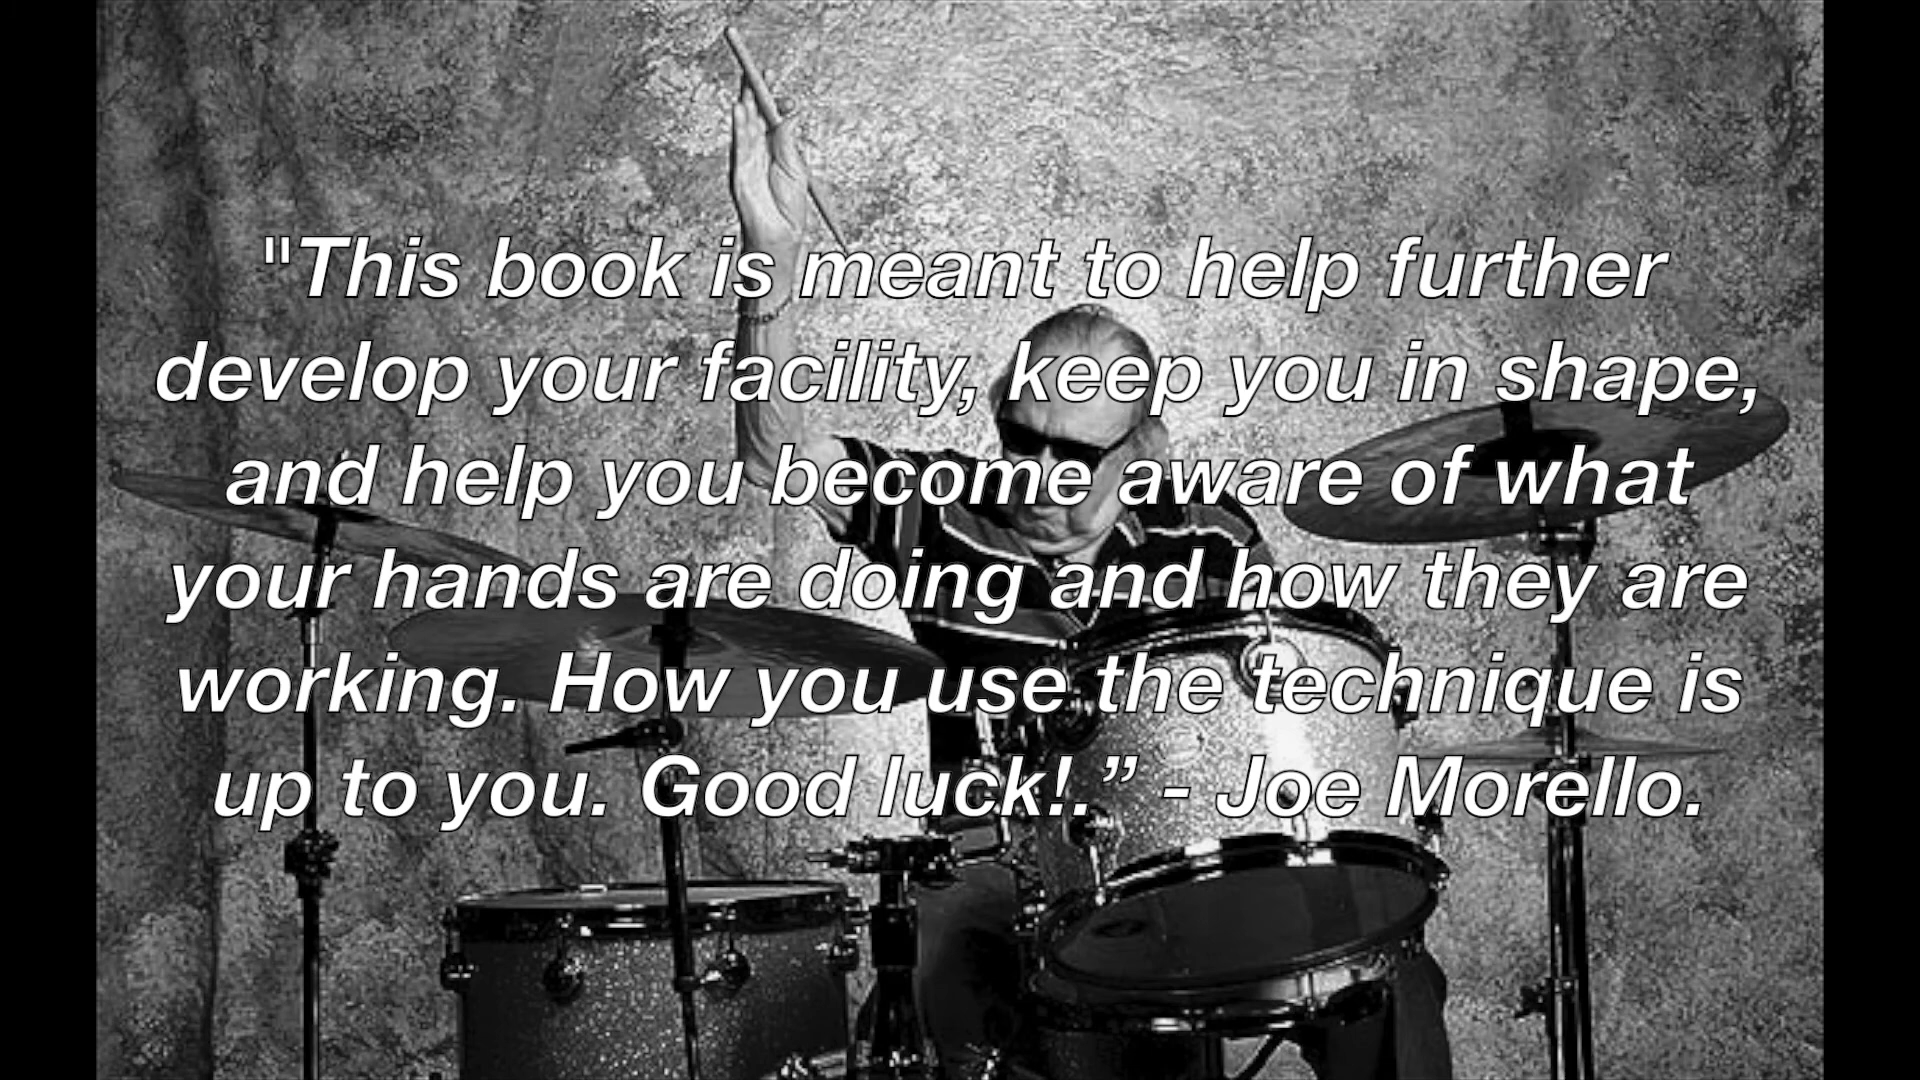 "This book is meant to help further
develop your facility, keep you in shape,
and help you become aware of what
your hands are doing and how they are
working. How you use the technique is
up to you. Good luck!.” - Joe Morello.